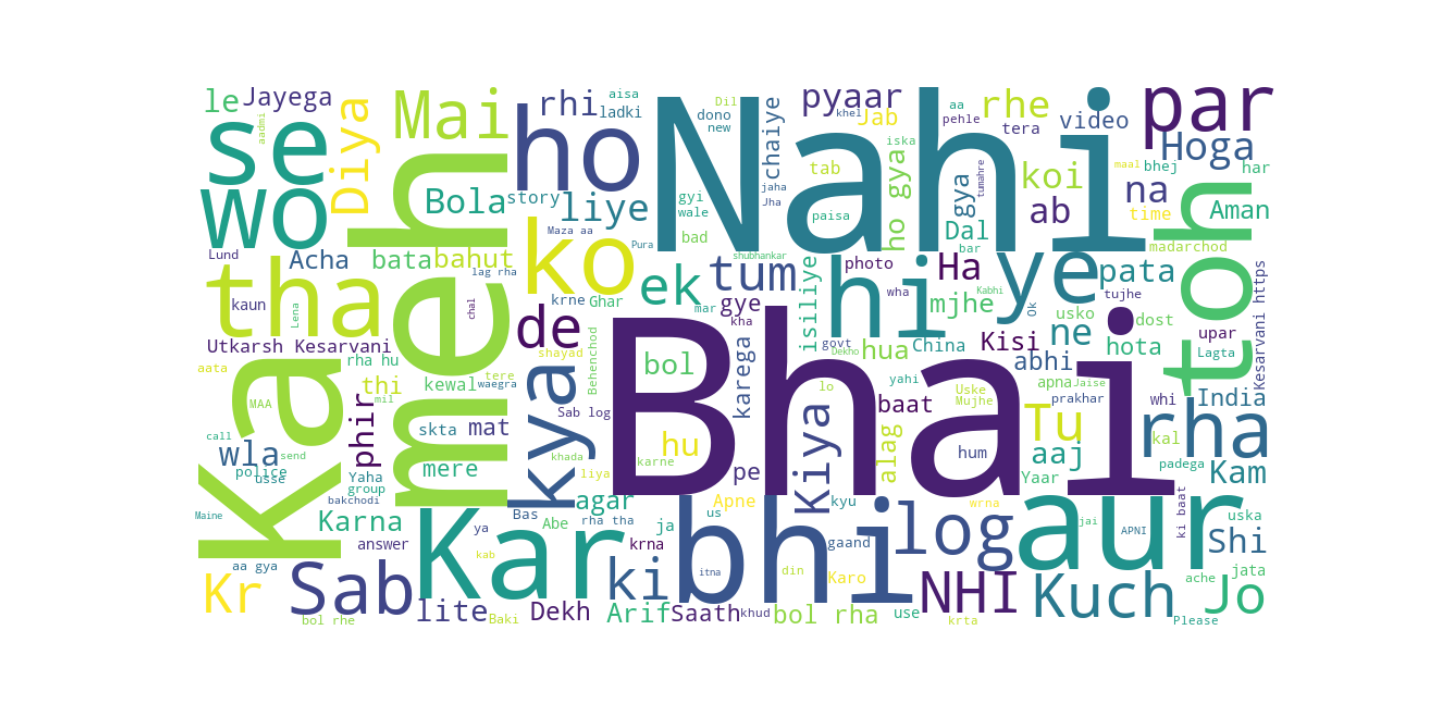 le
Jayega
aadmi
Diya
Mai
rhi
aisa
ladki
Dil
dono
new
chaiye
pyaar
khel
Jab
aa
pehle
rhe
tera
video
par
Hoga
se
wo
meh
ho
Nahi
iska
tab
koi
maal
bhej
har
Bola
story
liye
gyi
wale
jaha
Jha
paisa
ho gya
gya
tumahre
ab
na
time
toh
Aman
Lund
Acha
bata
bahut
Maza aa
Pura
bad
shubhankar
Dal
bar
madarchod
tha
kaun
Lena
lag rha
chal
ko
ek
tum
isiliye
photo
hi
wha
Ha
Kabhi
ye
pata
tujhe
Kesarvani https
krne
Ghar
mar
gye
mjhe
Ok
usko
dost
upar
Utkarsh Kesarvani
de
kha
Bhai
govt
Dekho
China
Kisi
ne
hota
Lagta
aata
Ka
rha hu
shayad
Behenchod
bol
karega
hua
abhi
thi
mil
kewal
tere
waegra
lo
yahi
Uske
Mujhe
apna
Jaise
prakhar
whi
India
MAA
phir
skta
mat
kya
Sab log
Kiya
baat
Tu
rha
call
send
wla
police
usse
mere
khada
hu
karne
liya
pe
alag
hum
aaj
kal
padega
Kam
Yaha
group
bakchodi
agar
Apne
kyu
wrna
Yaar
Maine
Karna
answer
Kar
ya
Bas
Abe
rha tha
ja
us
bhi
gaand
log
aur
jai
APNI
ki baat
uska
Shi
aa gya
kab
krna
itna
din
Karo
ache
jata
Kr
Sab
lite
Baki
Dekh
ki
Arif
Saath
khud
bol rha
use
NHI
krta
Kuch
Jo
bol rhe
Please